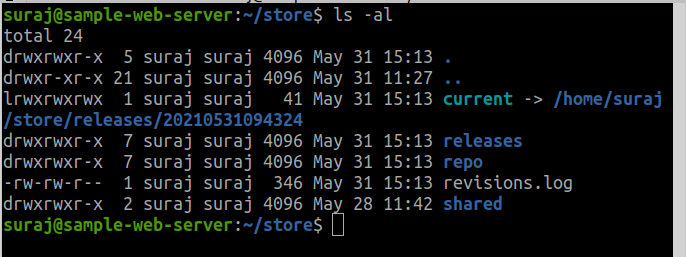 suraj@sample-web-server:~/store$ ls -al
total 24
drwxrwxr-x  5 suraj suraj 4096 May 31 15:13 .
drwxr-xr-x 21 suraj suraj 4096 May 31 11:27 ..
lrwxrwxrwx  1 suraj suraj   41 May 31 15:13 current -> /home/suraj
/store/releases/20210531094324
drwxrwxr-x  7 suraj suraj 4096 May 31 15:13 releases
drwxrwxr-x  7 suraj suraj 4096 May 31 15:13 repo
-rw-rw-r--  1 suraj suraj  346 May 31 15:13 revisions.log
drwxrwxr-x  2 suraj suraj 4096 May 28 11:42 shared
suraj@sample-web-server:~/store$